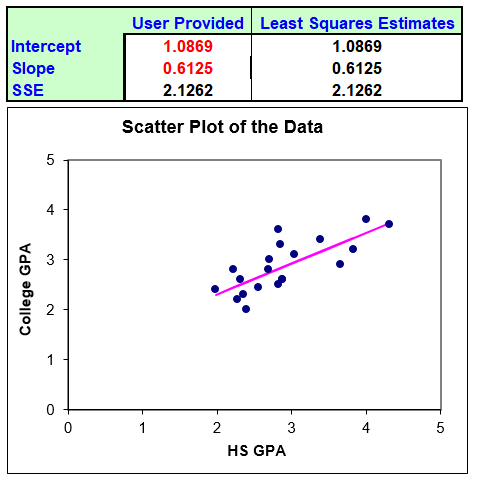 User Provided Least Squares Estimates
Intercept 1.0869 1.0869
Slope 0.6125 0.6125
SSE 2.1262 2.1262
Scatter Plot of the Data
5
4
3
2
1
0
College GPA
0 1 2 3 4 5
HS GPA